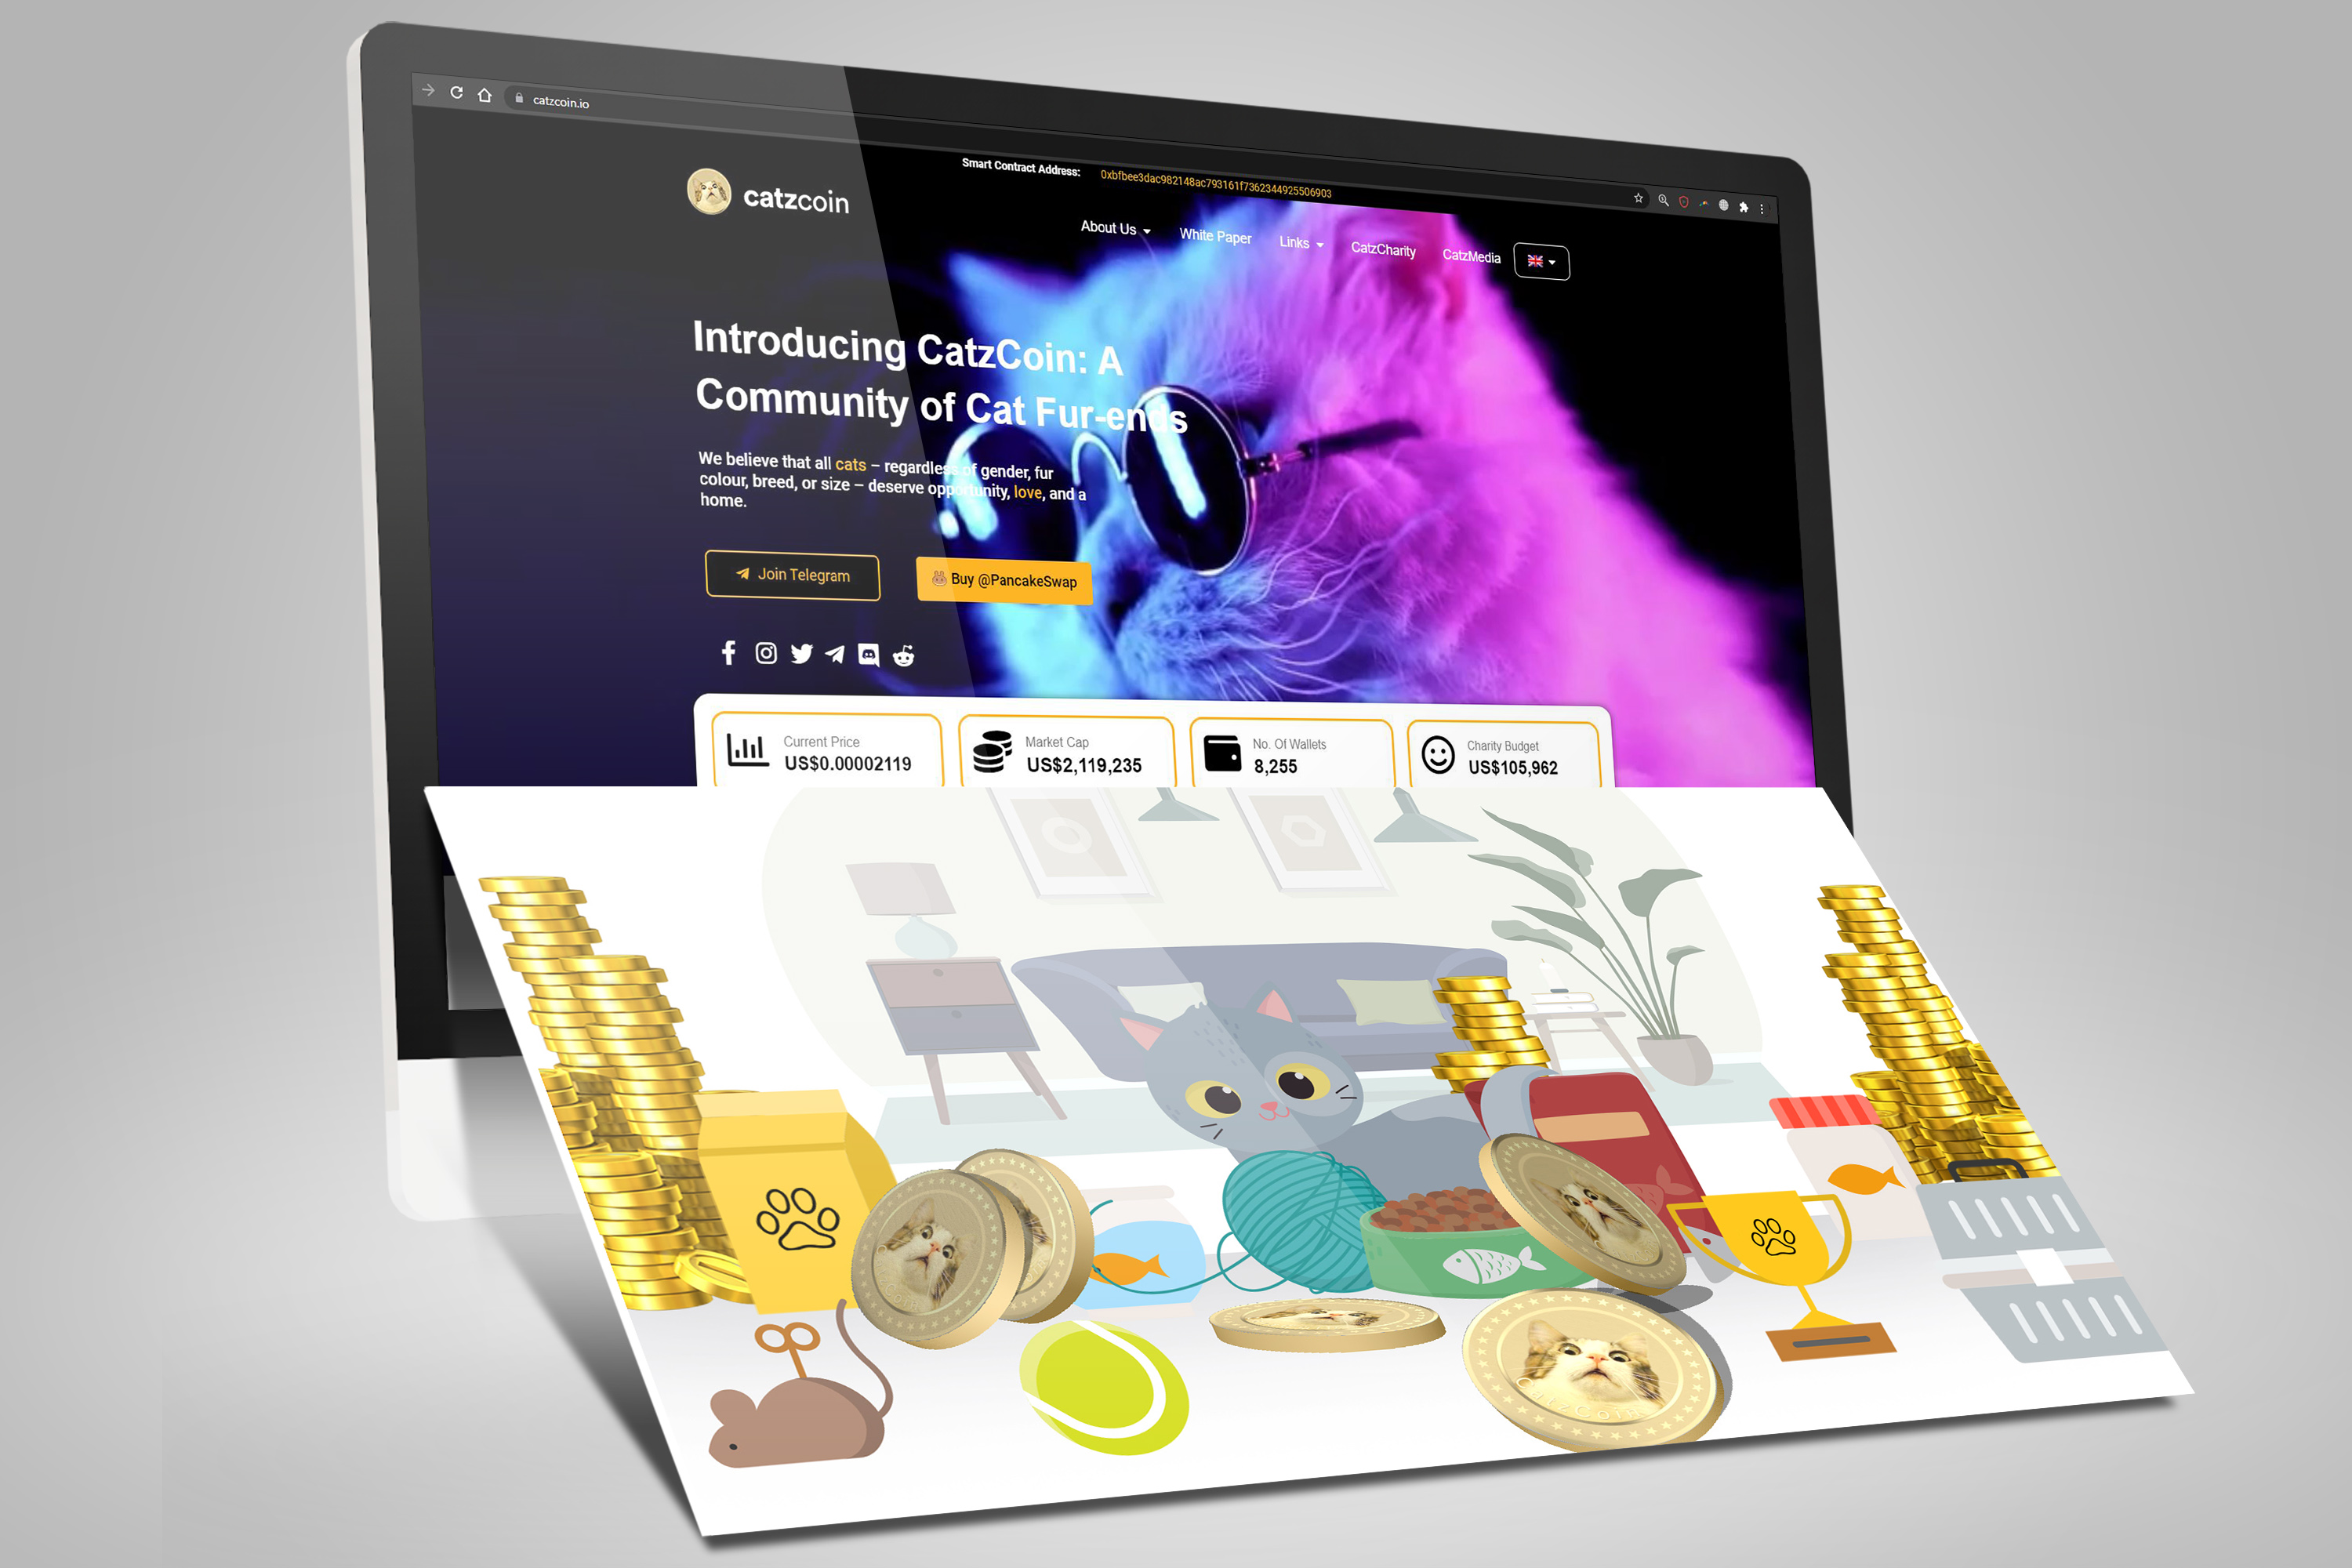 catzcoin.io
catzcoin
Smart Contract Address: 0xbfbee3dac982148ac793161f7362344925506903
About Us White Paper Links CatzCharity CatzMedia
Introducing CatzCoin: A
Community of Cat Fur-ends
We believe that all cats – regardless of gender, fur
colour, breed, or size – deserve opportunity, love, and a
home.
Join Telegram
Buy @PancakeSwap
Current Price
US$0.00002119
Market Cap
US$2,119,235
No. Of Wallets
8,255
Charity Budget
US$105,962
CatzCoin